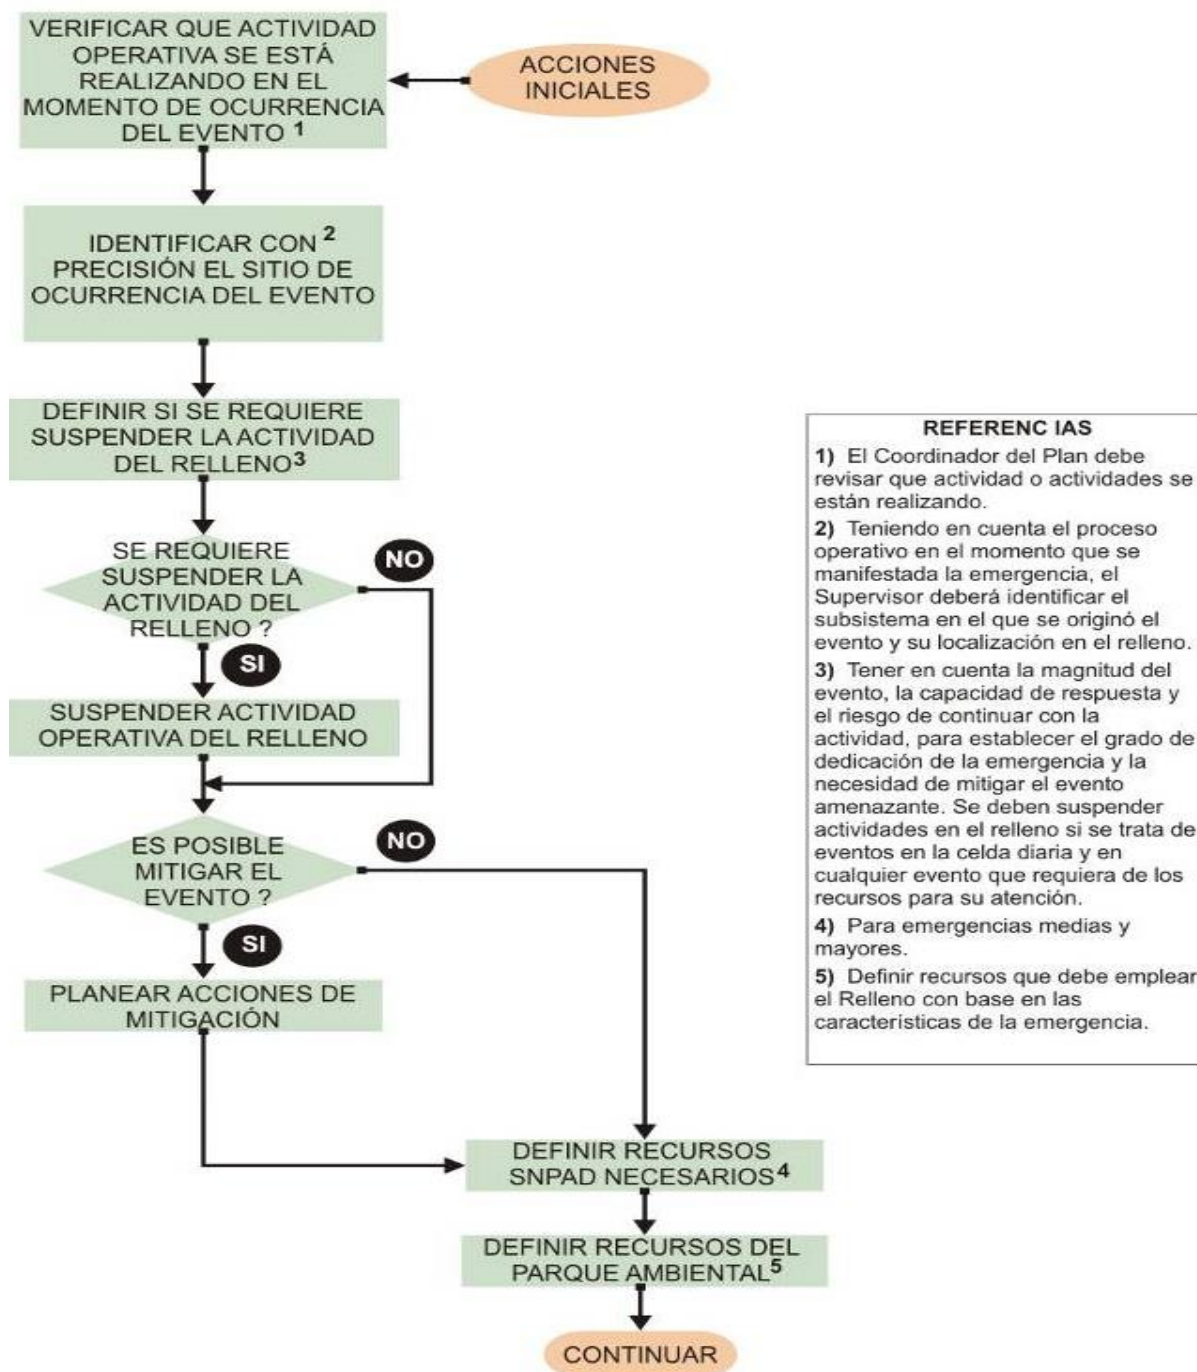 VERIFICAR QUE ACTIVIDAD
OPERATIVA SE ESTÁ
REALIZANDO EN EL
MOMENTO DE OCURRENCIA
DEL EVENTO 1
ACCIONES
INICIALES
IDENTIFICAR CON 2
PRECISIÓN EL SITIO DE
OCURRENCIA DEL EVENTO
DEFINIR SI SE REQUIERE
SUSPENDER LA ACTIVIDAD
DEL RELLENO 3
SE REQUIERE
SUSPENDER LA
ACTIVIDAD DEL
RELLENO ?
NO
SI
SUSPENDER ACTIVIDAD
OPERATIVA DEL RELLENO
ES POSIBLE
MITIGAR EL
EVENTO ?
NO
SI
PLANEAR ACCIONES DE
MITIGACIÓN
DEFINIR RECURSOS
SNPAD NECESARIOS 4
DEFINIR RECURSOS DEL
PARQUE AMBIENTAL 5
CONTINUAR
REFERENC IAS
1) El Coordinador del Plan debe
revisar que actividad o actividades se
están realizando.
2) Teniendo en cuenta el proceso
operativo en el momento que se
manifestada la emergencia, el
Supervisor deberá identificar el
subsistema en el que se originó el
evento y su localización en el relleno.
3) Tener en cuenta la magnitud del
evento, la capacidad de respuesta y
el riesgo de continuar con la
actividad, para establecer el grado de
dedicación de la emergencia y la
necesidad de mitigar el evento
amenazante. Se deben suspender
actividades en el relleno si se trata de
eventos en la celda diaria y en
cualquier evento que requiera de los
recursos para su atención.
4) Para emergencias medias y
mayores.
5) Definir recursos que debe emplear
el Relleno con base en las
características de la emergencia.